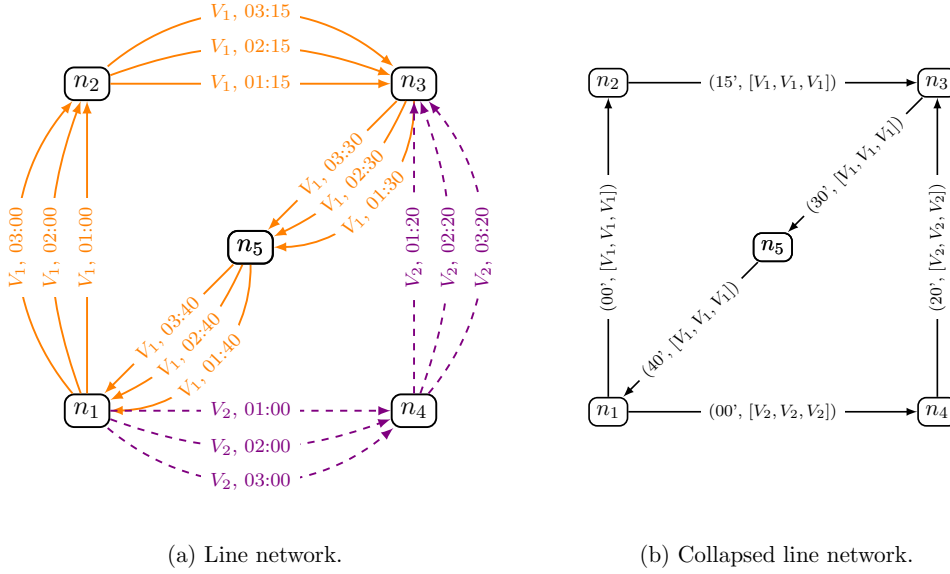 V₁, 03:15
V₁, 02:15
V₁, 01:15
n₂
n₃
V₁, 03:00
V₁, 02:00
V₁, 01:00
V₁, 03:30
V₁, 02:30
V₁, 01:30
n₅
V₁, 03:40
V₁, 02:40
V₁, 01:40
V₂, 01:20
V₂, 02:20
V₂, 03:20
n₁
n₄
V₂, 01:00
V₂, 02:00
V₂, 03:00
(a) Line network.
n₂
(15', [V₁, V₁, V₁])
n₃
(00', [V₁, V₁, V₁])
(30', [V₁, V₁, V₁])
n₅
(40', [V₁, V₁, V₁])
(20', [V₂, V₂, V₂])
n₁
(00', [V₂, V₂, V₂])
n₄
(b) Collapsed line network.